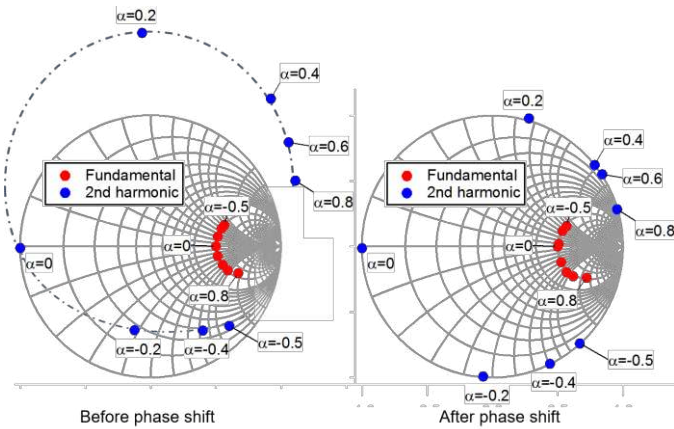 α=0.2
α=0.4
α=0.6
α=0.8
Fundamental
2nd harmonic
α=-0.5
α=0
α=0
0.8
α=-0.2
α=-0.4
α=-0.5
Before phase shift
α=0.2
α=0.4
α=0.6
α=0.8
Fundamental
2nd harmonic
α=-0.5
α=0
α=0
0.8
α=-0.5
α=-0.4
α=-0.2
After phase shift